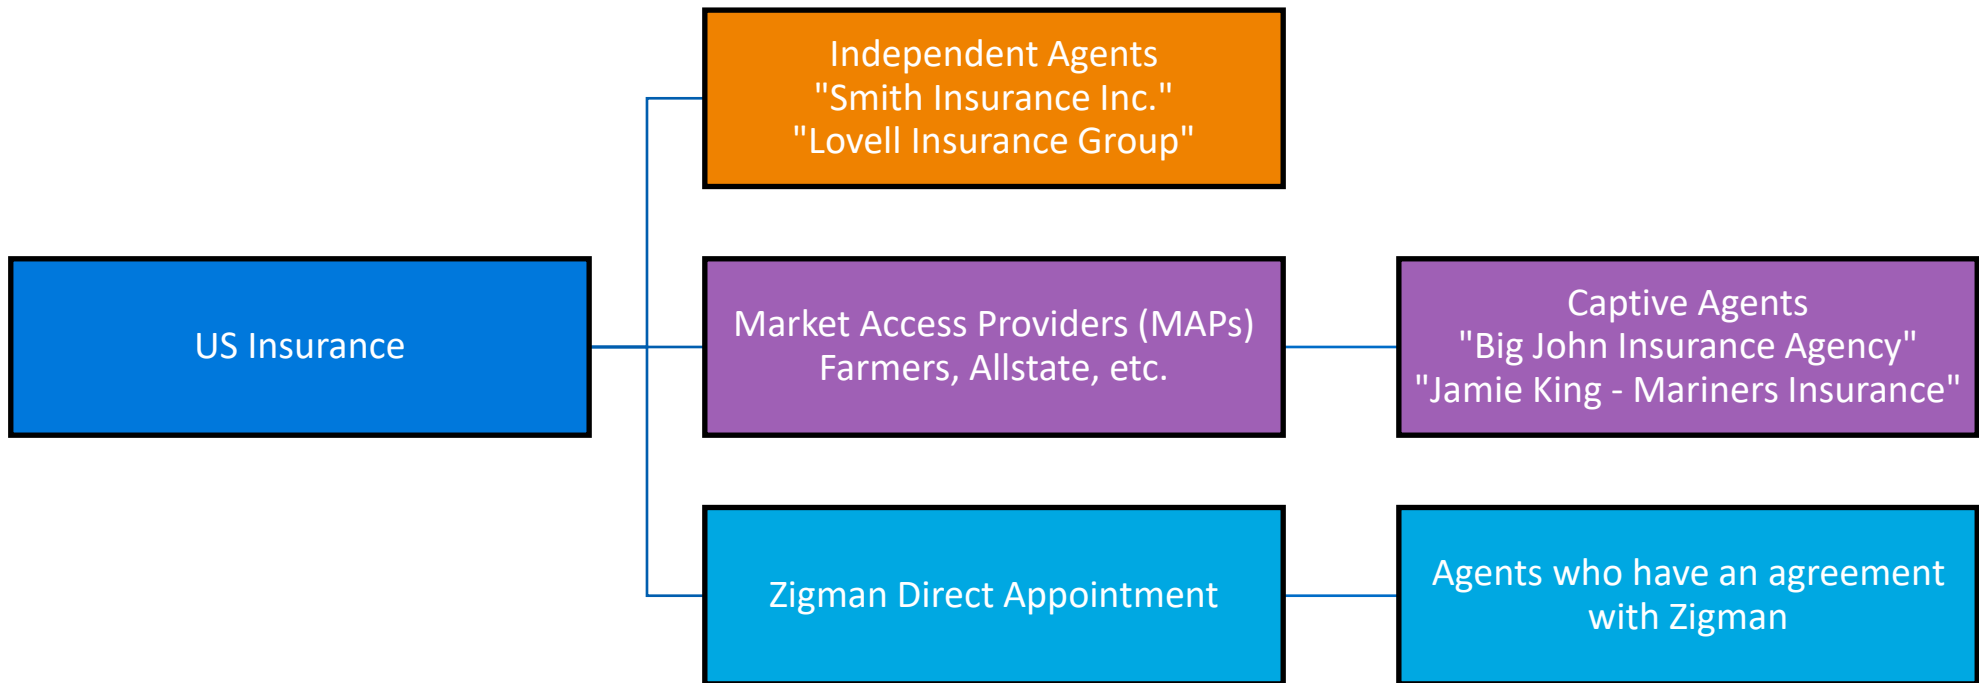 Independent Agents
"Smith Insurance Inc."
"Lovell Insurance Group"
US Insurance
Market Access Providers (MAPs)
Farmers, Allstate, etc.
Captive Agents
"Big John Insurance Agency"
"Jamie King - Mariners Insurance"
Zigman Direct Appointment
Agents who have an agreement
with Zigman